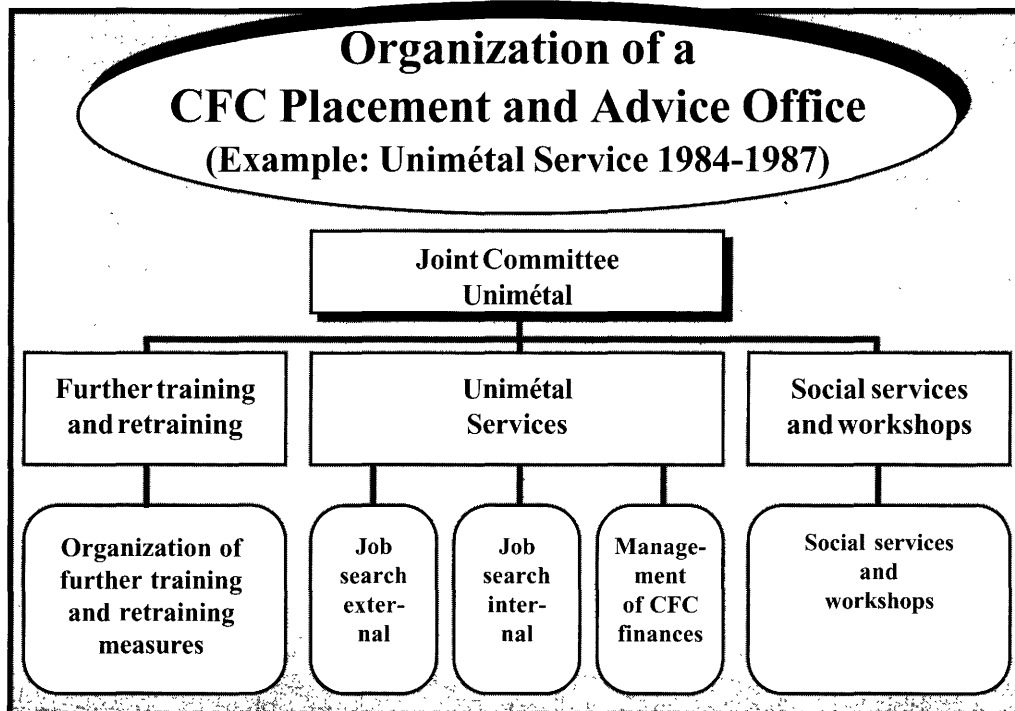 Organization of a
CFC Placement and Advice Office
(Example: Unimétal Service 1984-1987)
Joint Committee
Unimétal
Further training
and retraining
Unimétal
Services
Social services
and workshops
Organization of
further training
and retraining
measures
Job
search
exter-
nal
Job
search
inter-
nal
Manage-
ment
of CFC
finances
Social services
and
workshops